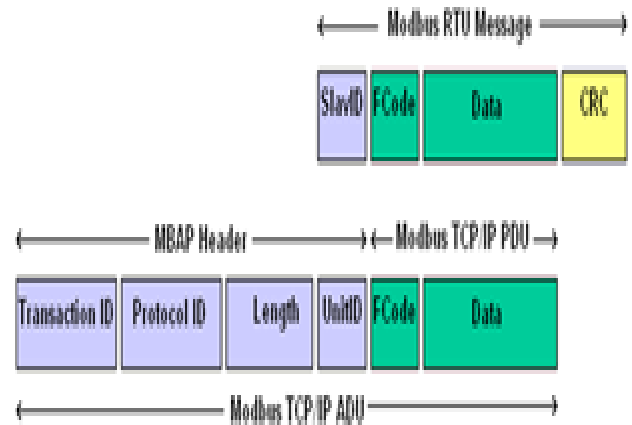 Modbus RTU Message
SlavID FCode Data CRC
MBAP Header Modbus TCP/IP PDU
Transaction ID Protocol ID Length UnitID FCode Data
Modbus TCP/IP ADU